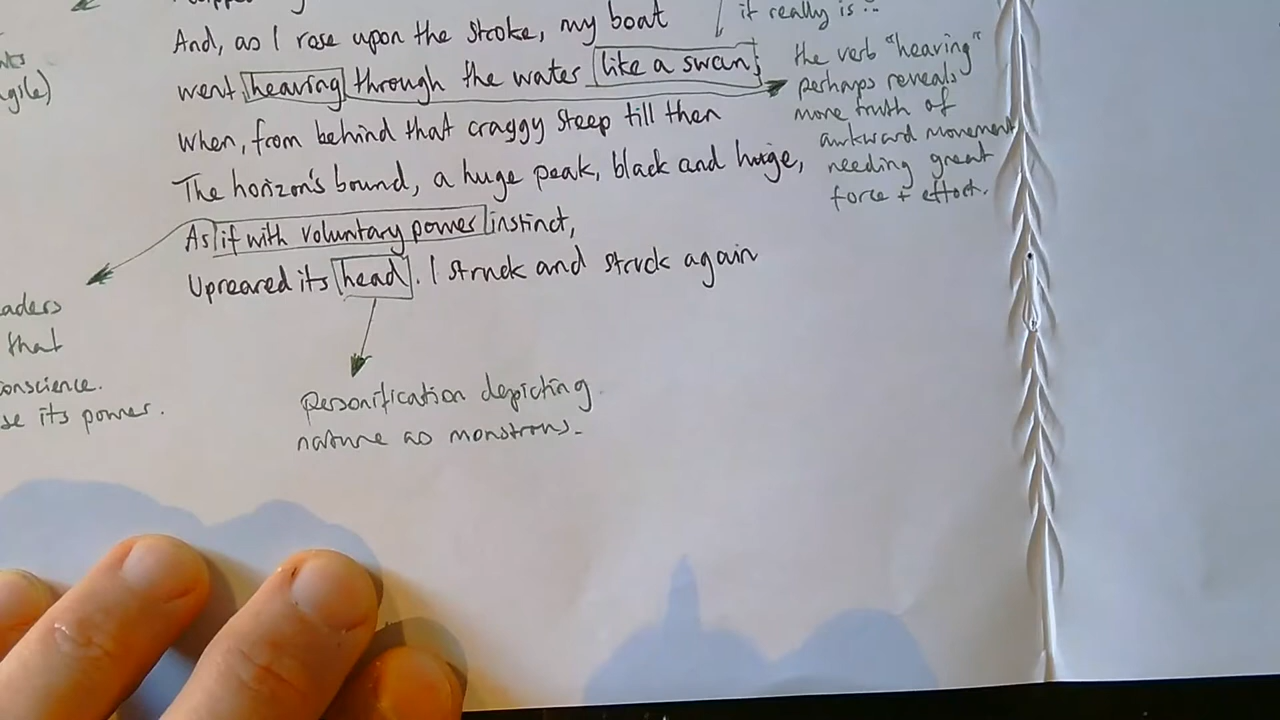 it really is..
And, as I rose upon the stroke, my boat
went heaving through the water like a swan;
When, from behind that craggy steep till then
The horizon's bound, a huge peak, black and huge,
As if with voluntary power instinct,
Upreared its head. I struck and struck again
the verb "heaving"
perhaps reveals
more truth of
awkward movement
needing great
force + effort.
gile)
aders
that
onscience.
se its power.
Personification depicting
nature as monstrous.